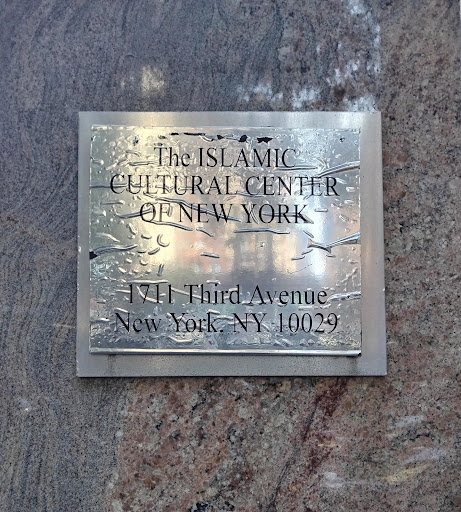 The ISLAMIC
CULTURAL CENTER
OF NEW YORK
1711 Third Avenue
New York, NY 10029